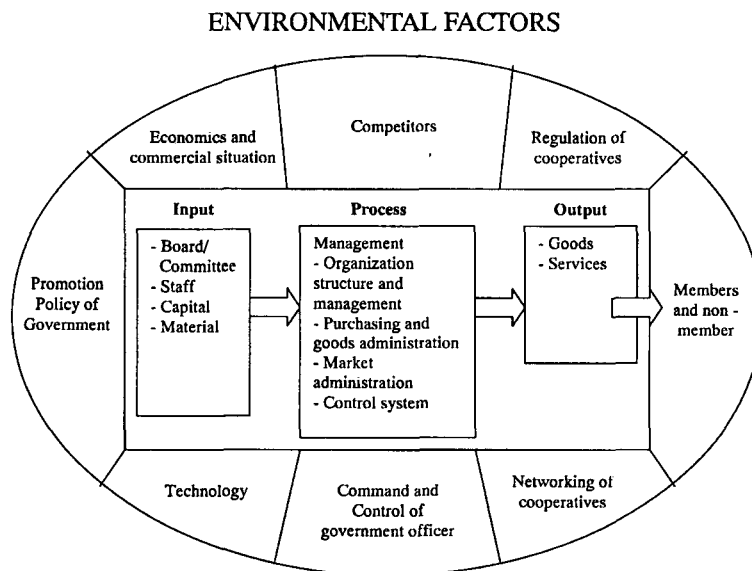 ENVIRONMENTAL FACTORS
Economics and
commercial situation
Competitors
Regulation of
cooperatives
Promotion
Policy of
Government
Input
- Board/
Committee
- Staff
- Capital
- Material
Process
Management
- Organization
structure and
management
- Purchasing and
goods administration
- Market
administration
- Control system
Output
- Goods
- Services
Members
and non -
member
Technology
Command and
Control of
government officer
Networking of
cooperatives